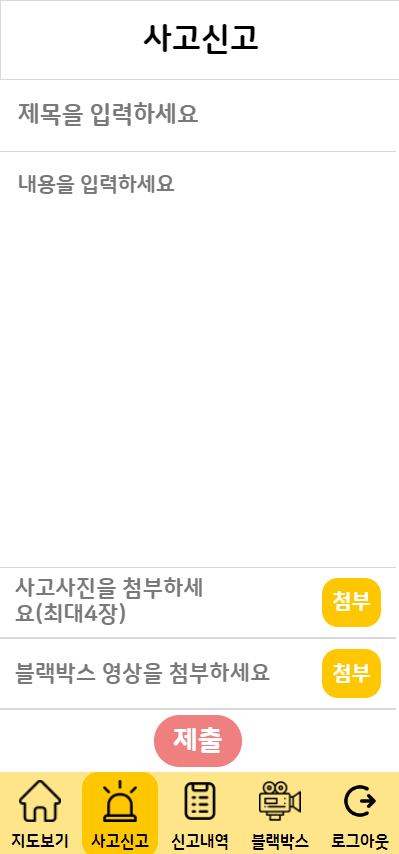 사고신고
제목을 입력하세요
내용을 입력하세요
사고사진을 첨부하세
요(최대4장)
첨부
블랙박스 영상을 첨부하세요
첨부
제출
지도보기 사고신고 신고내역 블랙박스 로그아웃